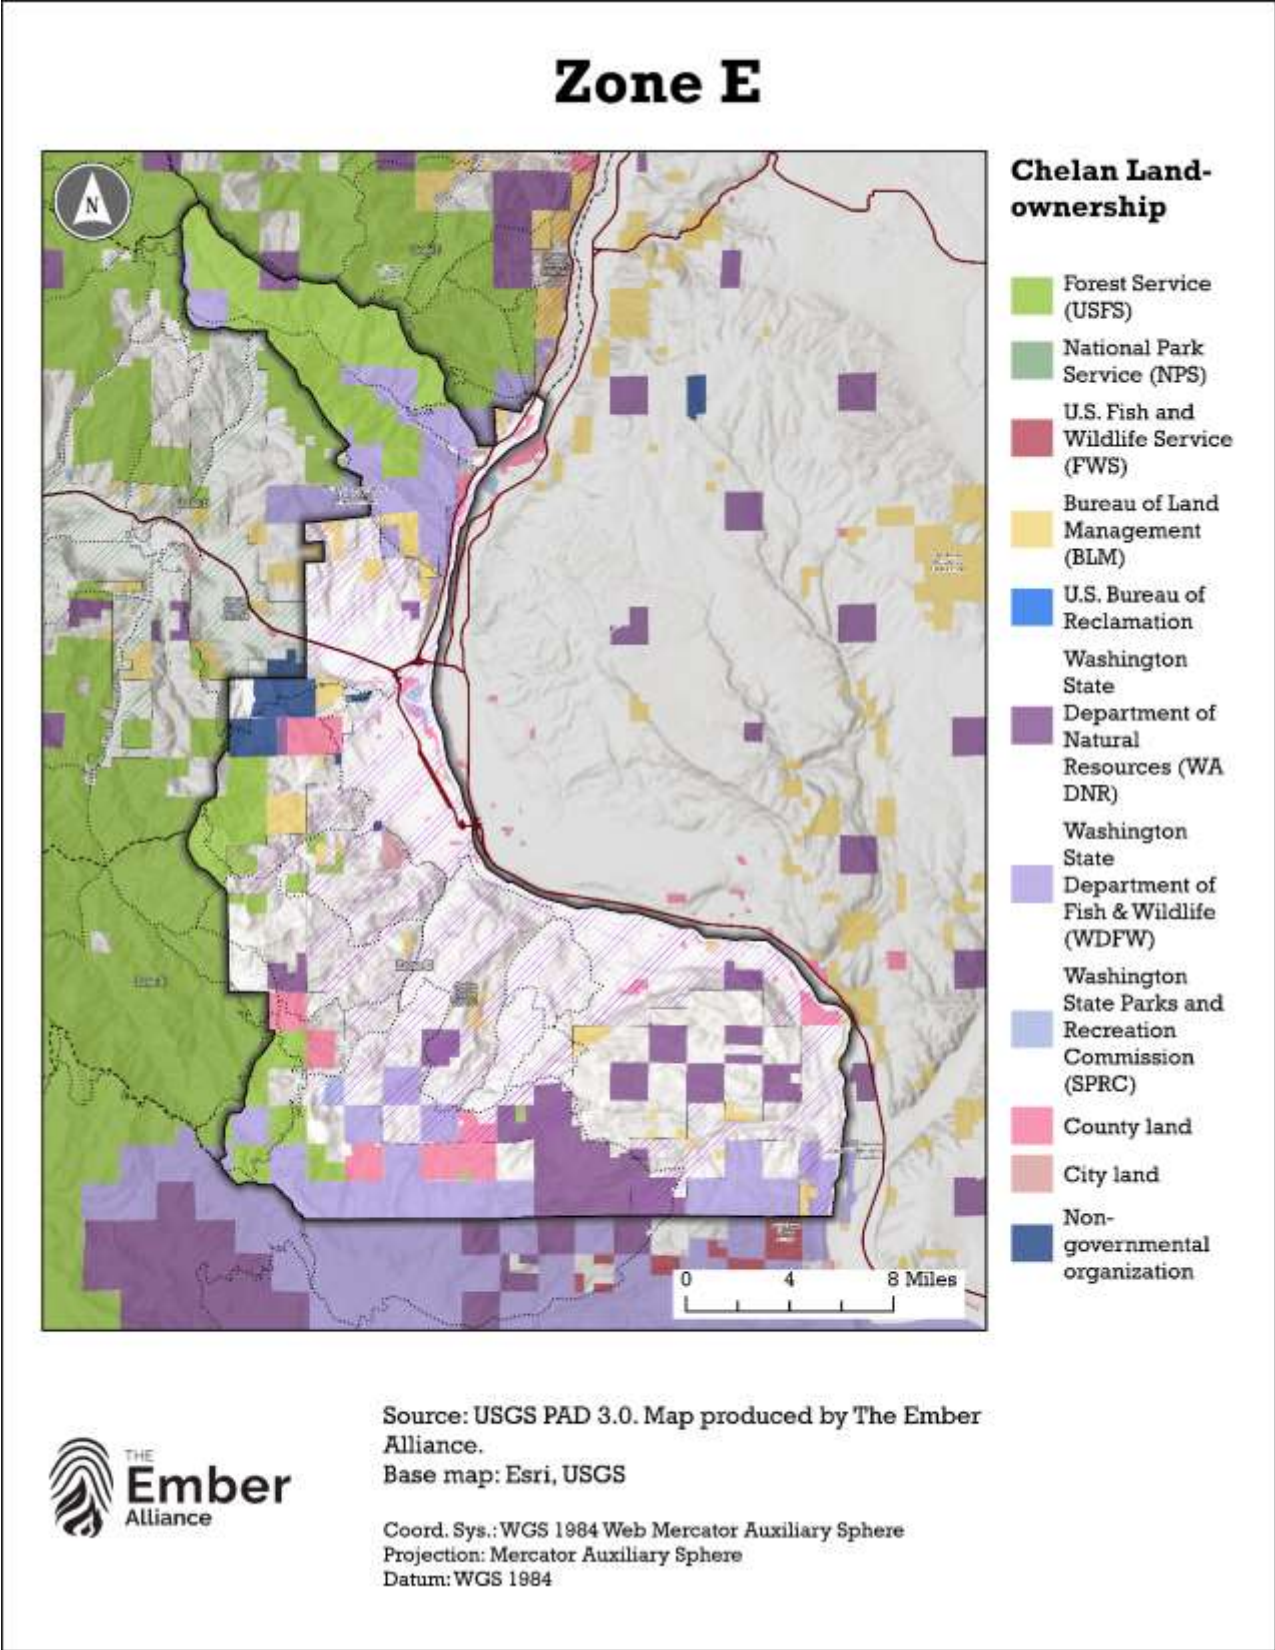 Zone E
N
Chelan Land-
ownership
Forest Service
(USFS)
National Park
Service (NPS)
U.S. Fish and
Wildlife Service
(FWS)
Bureau of Land
Management
(BLM)
U.S. Bureau of
Reclamation
Washington
State
Department of
Natural
Resources (WA
DNR)
Washington
State
Department of
Fish & Wildlife
(WDFW)
Washington
State Parks and
Recreation
Commission
(SPRC)
County land
City land
Non-
governmental
organization
0 4 8 Miles
THE
Ember
Alliance
Source: USGS PAD 3.0. Map produced by The Ember
Alliance.
Base map: Esri, USGS
Coord. Sys.: WGS 1984 Web Mercator Auxiliary Sphere
Projection: Mercator Auxiliary Sphere
Datum: WGS 1984